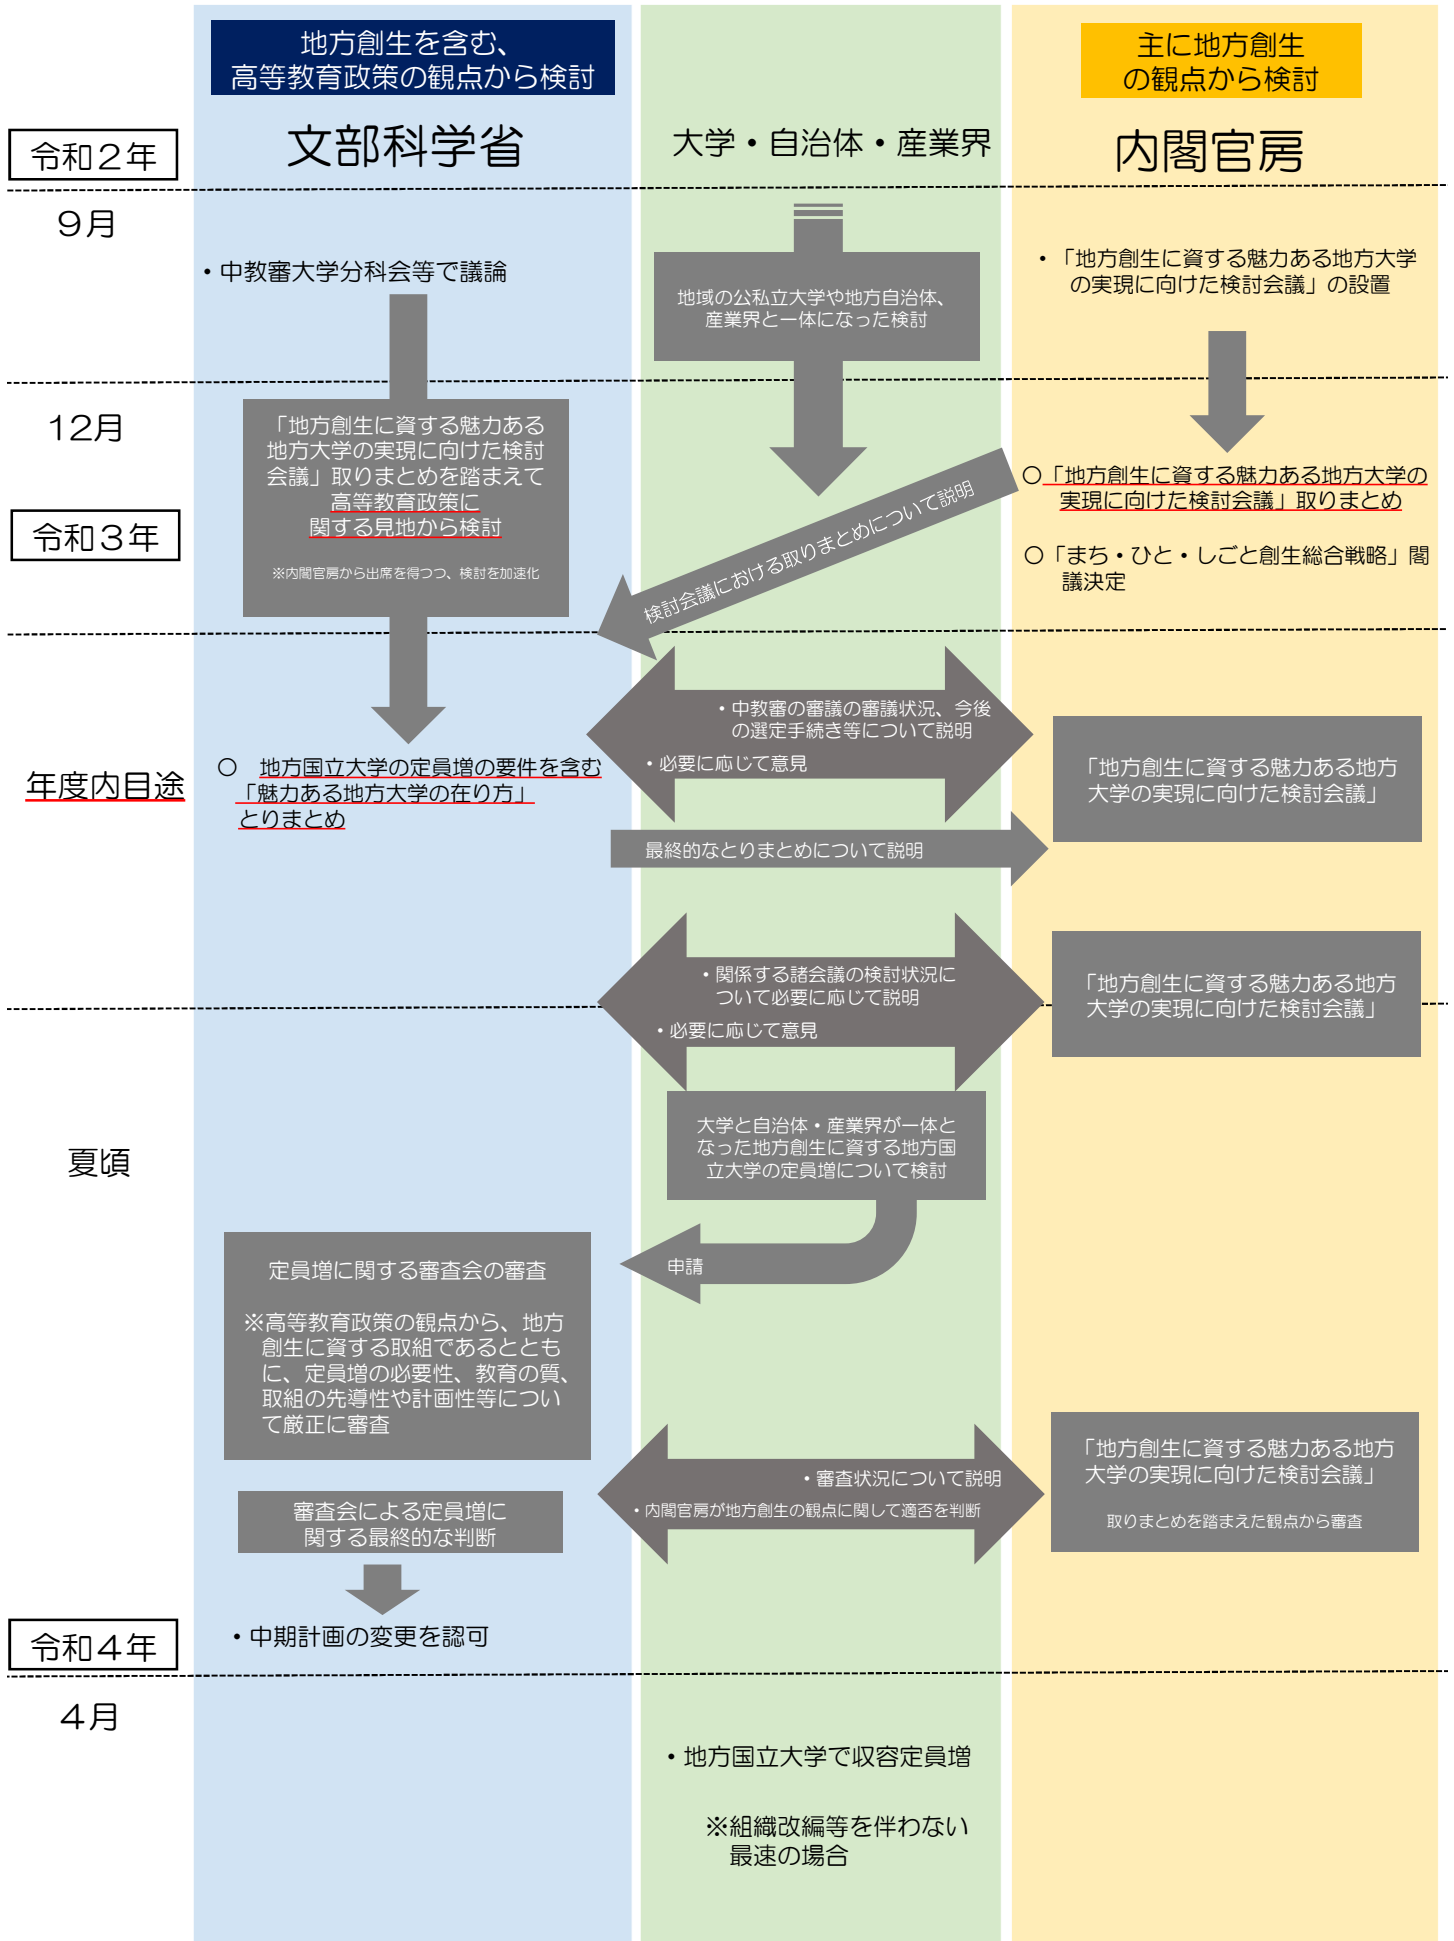 地方創生を含む、
高等教育政策の観点から検討
主に地方創生
の観点から検討
令和２年
文部科学省
大学・自治体・産業界
内閣官房
９月
・中教審大学分科会等で議論
地域の公私立大学や地方自治体、
産業界と一体になった検討
・「地方創生に資する魅力ある地方大学
の実現に向けた検討会議」の設置
12月
「地方創生に資する魅力ある
地方大学の実現に向けた検討
会議」取りまとめを踏まえて
高等教育政策に
関する見地から検討
※内閣官房から出席を得つつ、検討を加速化
検討会議における取りまとめについて説明
〇「地方創生に資する魅力ある地方大学の
実現に向けた検討会議」取りまとめ
〇「まち・ひと・しごと創生総合戦略」閣
議決定
令和３年
年度内目途
〇　地方国立大学の定員増の要件を含む
「魅力ある地方大学の在り方」
とりまとめ
・中教審の審議の審議状況、今後
の選定手続き等について説明
・必要に応じて意見
「地方創生に資する魅力ある地方
大学の実現に向けた検討会議」
最終的なとりまとめについて説明
・関係する諸会議の検討状況に
ついて必要に応じて説明
・必要に応じて意見
「地方創生に資する魅力ある地方
大学の実現に向けた検討会議」
夏頃
大学と自治体・産業界が一体と
なった地方創生に資する地方国
立大学の定員増について検討
申請
定員増に関する審査会の審査
※高等教育政策の観点から、地方
創生に資する取組であるととも
に、定員増の必要性、教育の質、
取組の先導性や計画性等につい
て厳正に審査
・審査状況について説明
・内閣官房が地方創生の観点に関して適否を判断
「地方創生に資する魅力ある地方
大学の実現に向けた検討会議」
取りまとめを踏まえた観点から審査
審査会による定員増に
関する最終的な判断
・中期計画の変更を認可
令和４年
４月
・地方国立大学で収容定員増
※組織改編等を伴わない
最速の場合